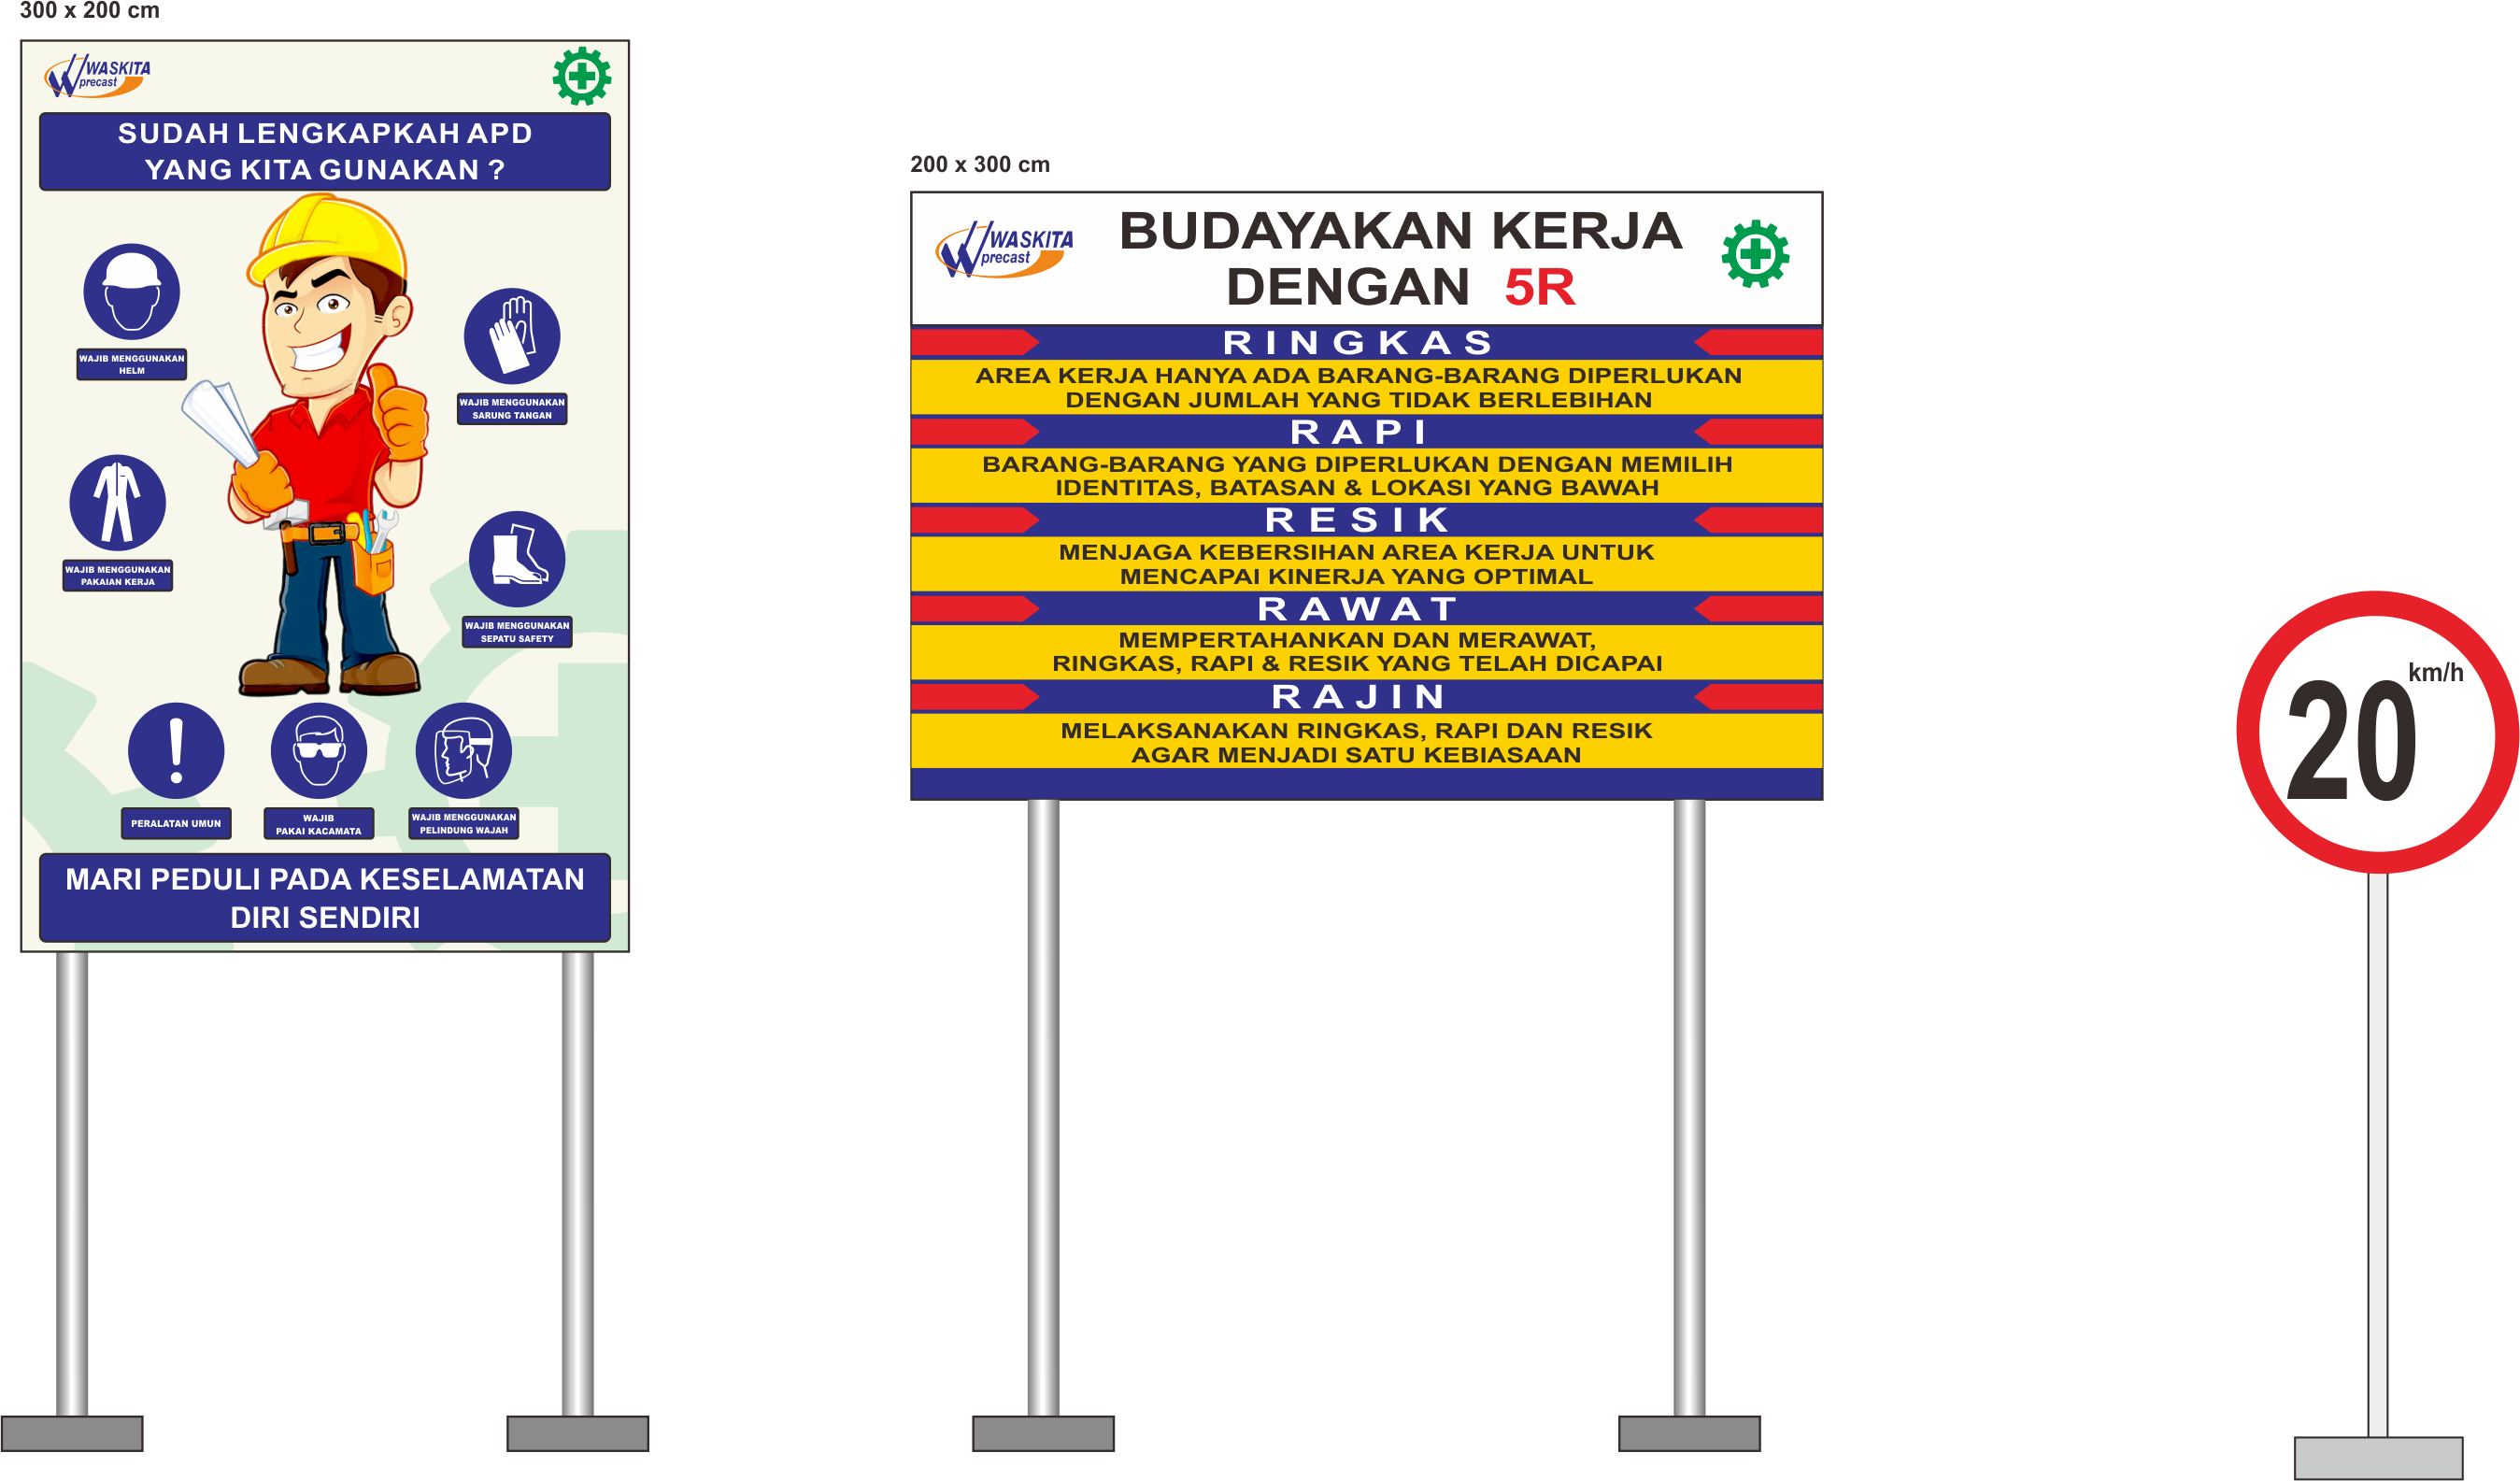 300 x 200 cm
WASKITA
precast
SUDAH LENGKAPKAH APD
YANG KITA GUNAKAN ?
WAJIB MENGGUNAKAN
HELM
WAJIB MENGGUNAKAN
SARUNG TANGAN
WAJIB MENGGUNAKAN
PAKAIAN KERJA
WAJIB MENGGUNAKAN
SEPATU SAFETY
PERALATAN UMUN
WAJIB
PAKAI KACAMATA
WAJIB MENGGUNAKAN
PELINDUNG WAJAH
MARI PEDULI PADA KESELAMATAN
DIRI SENDIRI
200 x 300 cm
WASKITA
precast
BUDAYAKAN KERJA
DENGAN 5R
RINGKAS
AREA KERJA HANYA ADA BARANG-BARANG DIPERLUKAN
DENGAN JUMLAH YANG TIDAK BERLEBIHAN
RAPI
BARANG-BARANG YANG DIPERLUKAN DENGAN MEMILIH
IDENTITAS, BATASAN & LOKASI YANG BAWAH
RESIK
MENJAGA KEBERSIHAN AREA KERJA UNTUK
MENCAPAI KINERJA YANG OPTIMAL
RAWAT
MEMPERTAHANKAN DAN MERAWAT,
RINGKAS, RAPI & RESIK YANG TELAH DICAPAI
RAJIN
MELAKSANAKAN RINGKAS, RAPI DAN RESIK
AGAR MENJADI SATU KEBIASAAN
20 km/h